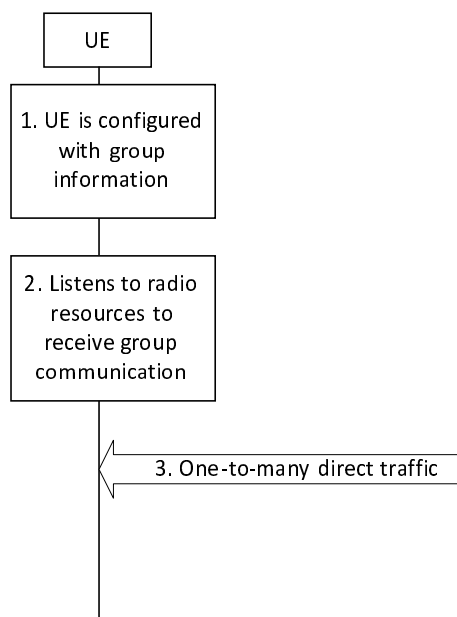 UE
1. UE is configured
with group
information
2. Listens to radio
resources to
receive group
communication
3. One-to-many direct traffic